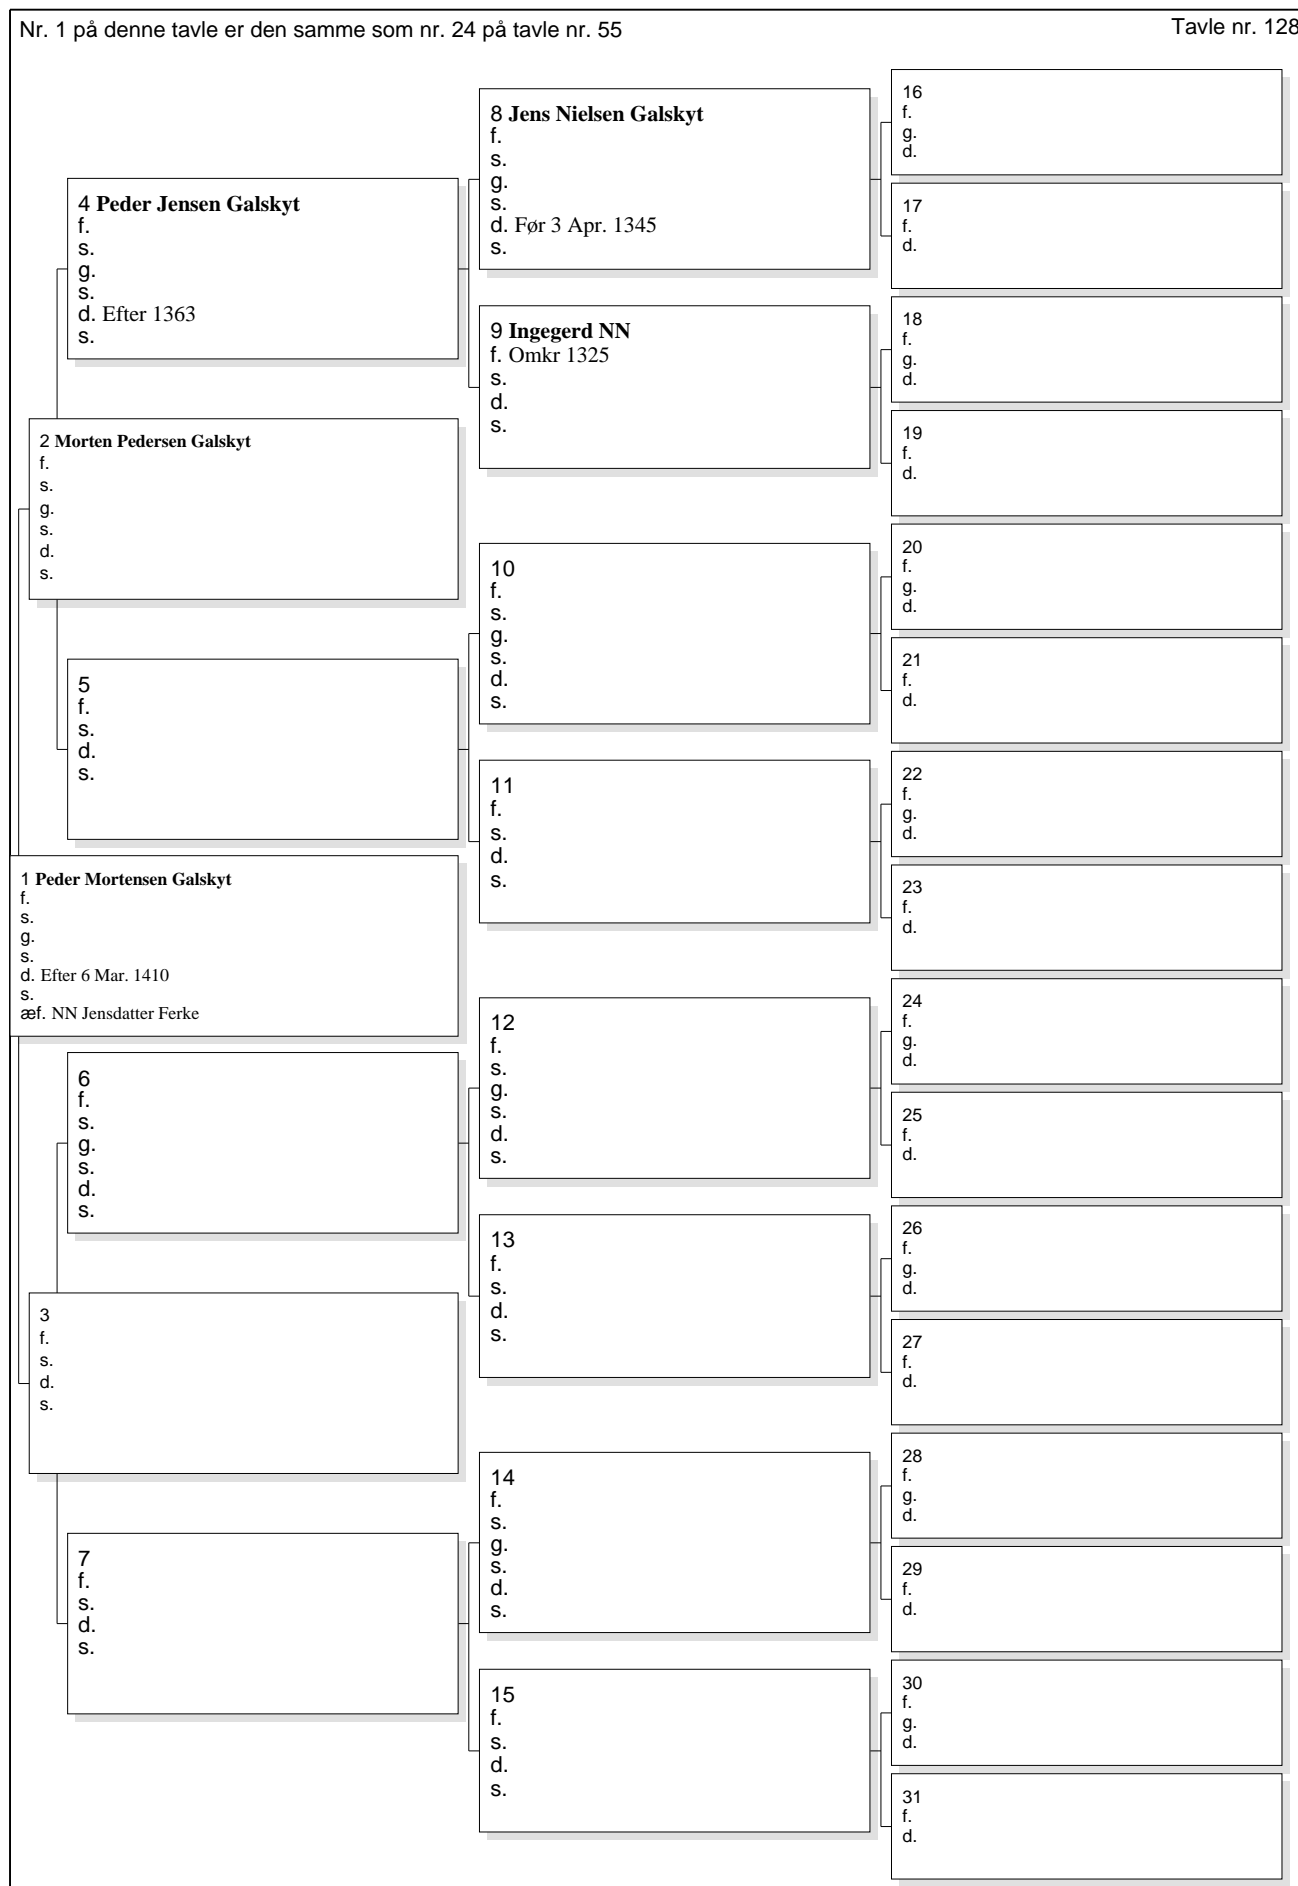 Nr. 1 på denne tavle er den samme som nr. 24 på tavle nr. 55
Tavle nr. 128
1 Peder Mortensen Galskyt
f.
s.
g.
s.
d. Efter 6 Mar. 1410
s.
æf. NN Jensdatter Ferke
2 Morten Pedersen Galskyt
f.
s.
g.
s.
d.
s.
3
f.
s.
d.
s.
4 Peder Jensen Galskyt
f.
s.
g.
s.
d. Efter 1363
s.
5
f.
s.
d.
s.
6
f.
s.
g.
s.
d.
s.
7
f.
s.
d.
s.
8 Jens Nielsen Galskyt
f.
s.
g.
s.
d. Før 3 Apr. 1345
s.
9 Ingegerd NN
f. Omkr 1325
s.
d.
s.
10
f.
s.
g.
s.
d.
s.
11
f.
s.
d.
s.
12
f.
s.
g.
s.
d.
s.
13
f.
s.
d.
s.
14
f.
s.
g.
s.
d.
s.
15
f.
s.
d.
s.
16
f.
g.
d.
17
f.
d.
18
f.
g.
d.
19
f.
d.
20
f.
g.
d.
21
f.
d.
22
f.
g.
d.
23
f.
d.
24
f.
g.
d.
25
f.
d.
26
f.
g.
d.
27
f.
d.
28
f.
g.
d.
29
f.
d.
30
f.
g.
d.
31
f.
d.